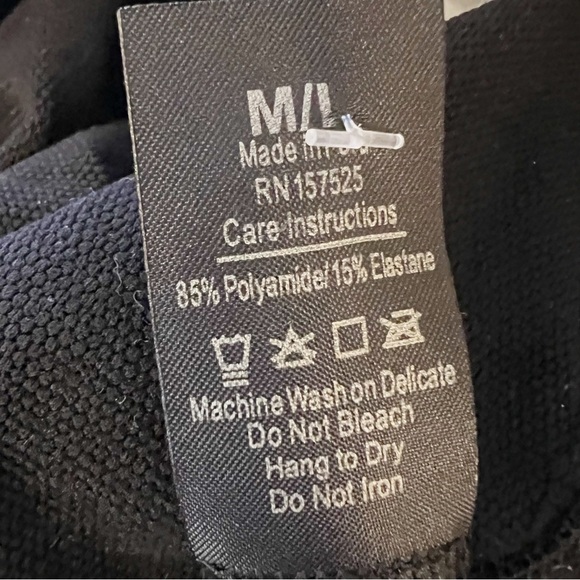 M/L
Made in
RN 157525
Care Instructions
85% Polyamide/15% Elastane
Machine Wash on Delicate
Do Not Bleach
Hang to Dry
Do Not Iron